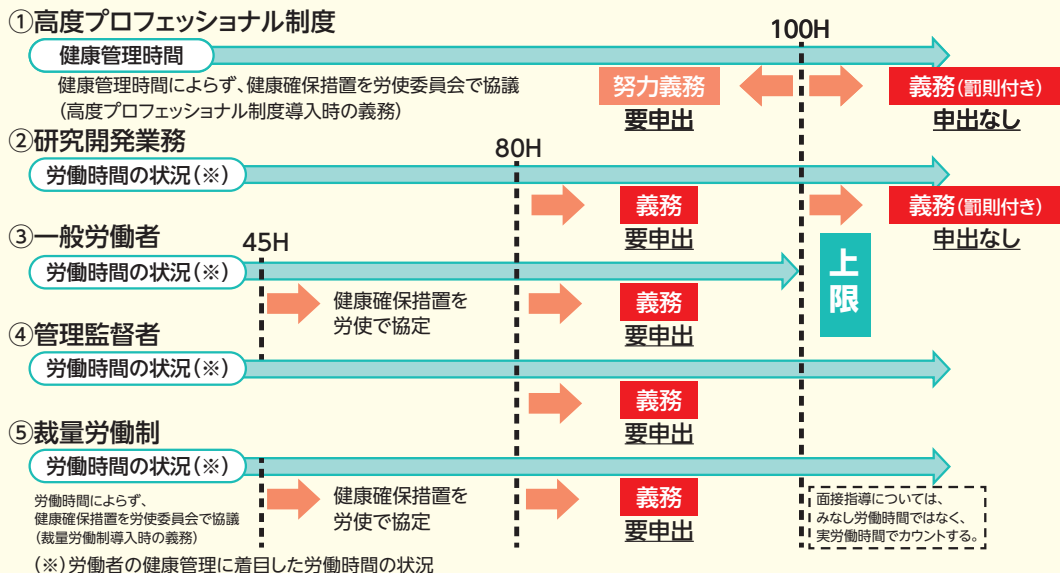 ①高度プロフェッショナル制度
100H
健康管理時間
健康管理時間によらず、健康確保措置を労使委員会で協議
(高度プロフェッショナル制度導入時の義務)
努力義務
要申出
義務(罰則付き)
申出なし
②研究開発業務
80H
労働時間の状況(※)
義務
要申出
義務(罰則付き)
申出なし
③一般労働者
45H
労働時間の状況(※)
健康確保措置を
労使で協定
義務
要申出
上限
④管理監督者
労働時間の状況(※)
義務
要申出
⑤裁量労働制
労働時間の状況(※)
労働時間によらず、
健康確保措置を労使委員会で協議
(裁量労働制導入時の義務)
健康確保措置を
労使で協定
義務
要申出
面接指導については、
みなし労働時間ではなく、
実労働時間でカウントする。
(※)労働者の健康管理に着目した労働時間の状況